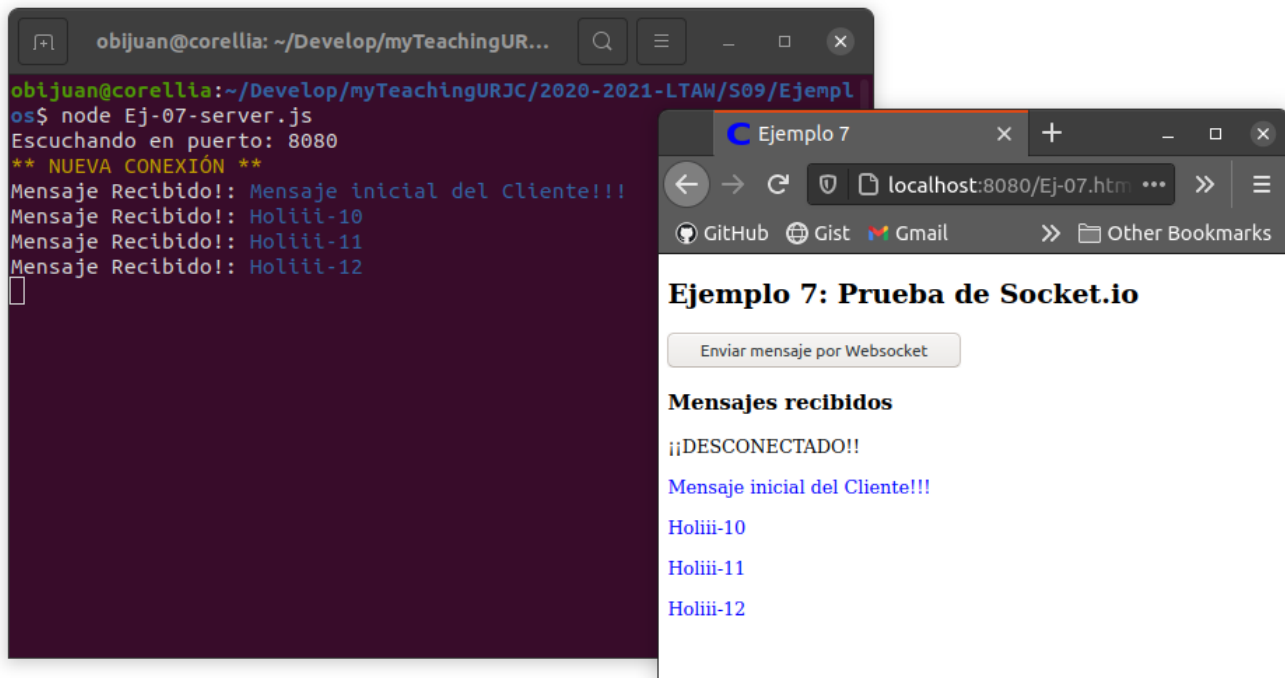 obijuan@corellia: ~/Develop/myTeachingUR...
obijuan@corellia:~/Develop/myTeachingURJC/2020-2021-LTAW/S09/Ejempl
os$ node Ej-07-server.js
Escuchando en puerto: 8080
** NUEVA CONEXIÓN **
Mensaje Recibido!: Mensaje inicial del Cliente!!!
Mensaje Recibido!: Holiii-10
Mensaje Recibido!: Holiii-11
Mensaje Recibido!: Holiii-12
Ejemplo 7
localhost:8080/Ej-07.htm
GitHub Gist Gmail Other Bookmarks
Ejemplo 7: Prueba de Socket.io
Enviar mensaje por Websocket
Mensajes recibidos
¡¡DESCONECTADO!!
Mensaje inicial del Cliente!!!
Holiii-10
Holiii-11
Holiii-12